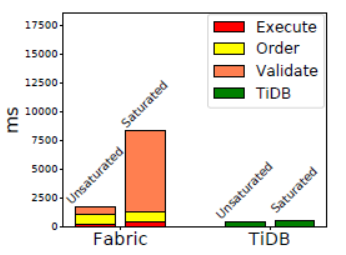 17500
15000
12500
10000
7500
5000
2500
0
ms
Execute
Order
Validate
TiDB
Unsaturated
Saturated
Unsaturated
Saturated
Fabric
TiDB